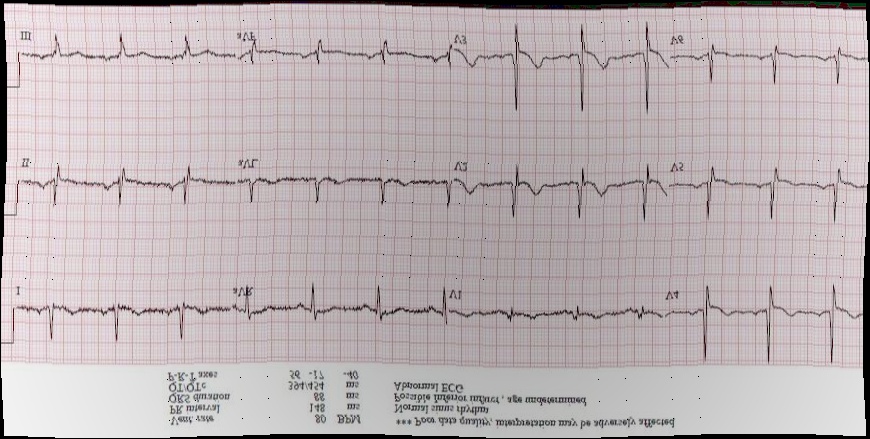 Vent rate 80 BPM *** Poor data quality, interpretation may be adversely affected
PR interval 148 ms Normal sinus rhythm
QRS duration 88 ms Possible Inferior infarct , age undetermined
QT/QTc 394/454 ms Abnormal ECG
P-R-T axes 56 -17 -40
I aVR V1 V4
II aVL V2 V5
III aVF V3 V6